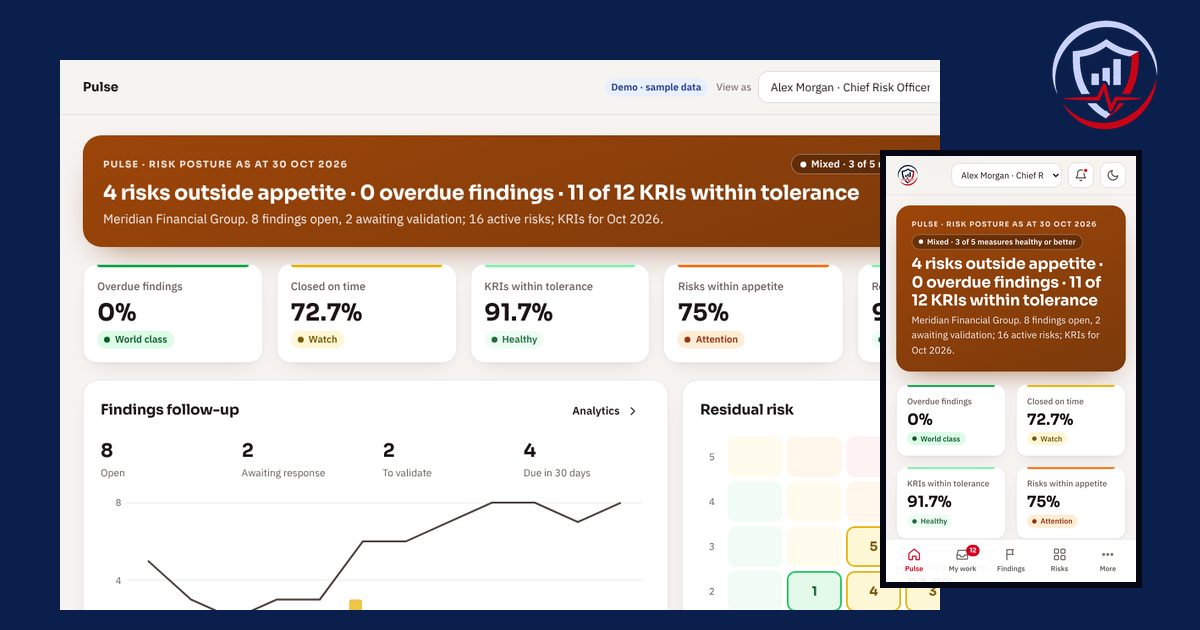 Pulse
Demo · sample data
View as
Alex Morgan · Chief Risk Officer
PULSE · RISK POSTURE AS AT 30 OCT 2026
Mixed · 3 of 5
4 risks outside appetite · 0 overdue findings · 11 of 12 KRIs within tolerance
Meridian Financial Group. 8 findings open, 2 awaiting validation; 16 active risks; KRIs for Oct 2026.
Overdue findings
0%
World class
Closed on time
72.7%
Watch
KRIs within tolerance
91.7%
Healthy
Risks within appetite
75%
Attention
Findings follow-up
Analytics
8
Open
2
Awaiting response
2
To validate
4
Due in 30 days
8
4
Residual risk
5
4
3
5
2
1
4
3
Alex Morgan · Chief R
PULSE · RISK POSTURE AS AT 30 OCT 2026
Mixed · 3 of 5 measures healthy or better
4 risks outside appetite ·
0 overdue findings · 11 of
12 KRIs within tolerance
Meridian Financial Group. 8 findings open, 2
awaiting validation; 16 active risks; KRIs for
Oct 2026.
Overdue findings
0%
World class
Closed on time
72.7%
Watch
KRIs within tolerance
91.7%
Healthy
Risks within appetite
75%
Attention
Pulse
12
My work
Findings
Risks
More